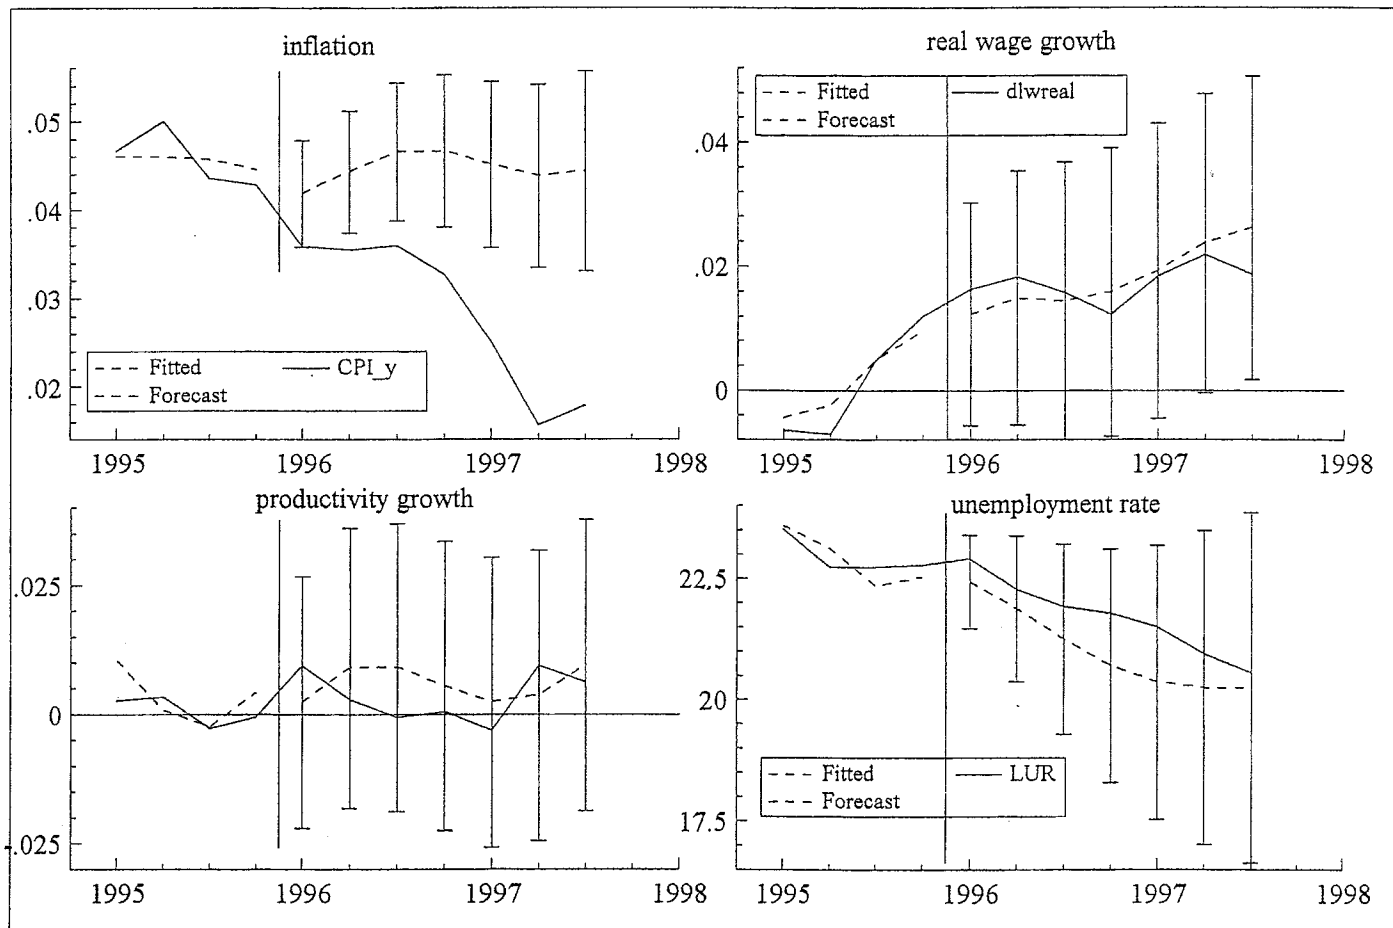 inflation
.05
.04
.03
.02
Fitted CPI_y
Forecast
1995 1996 1997 1998
real wage growth
Fitted dlwreal
Forecast
.04
.02
0
1995 1996 1997 1998
productivity growth
.025
0
-.025
1995 1996 1997 1998
unemployment rate
22,5
20
17.5
Fitted LUR
Forecast
1995 1996 1997 1998